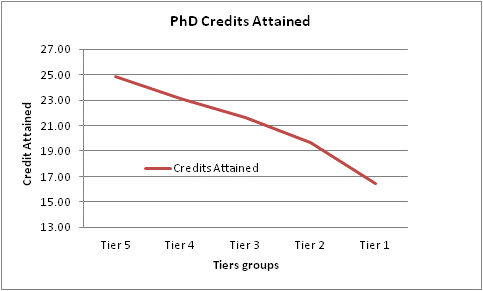 PhD Credits Attained
27.00
25.00
23.00
21.00
19.00
17.00
15.00
13.00
Credit Attained
Credits Attained
Tier 5 Tier 4 Tier 3 Tier 2 Tier 1
Tiers groups